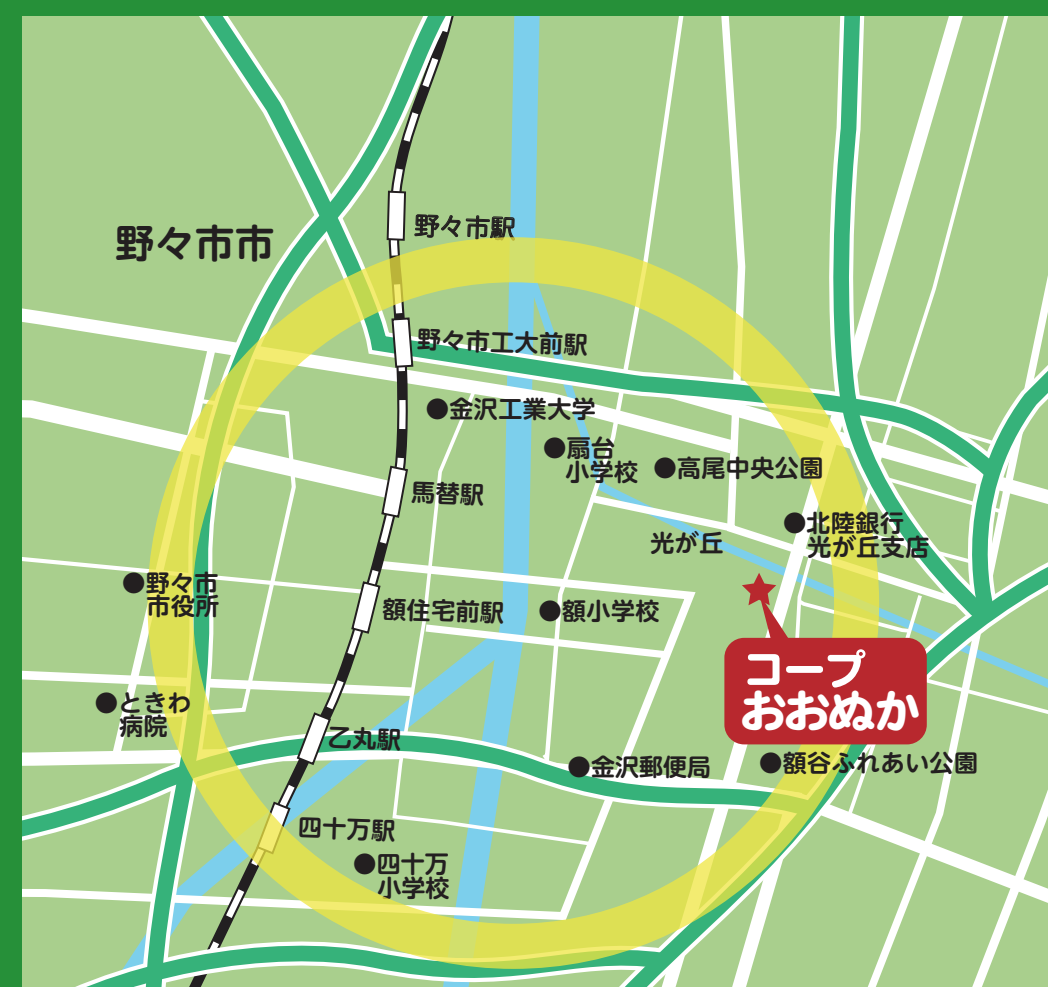 野々市駅
野々市市
野々市工大前駅
●金沢工業大学
●扇台
小学校
●高尾中央公園
馬替駅
●北陸銀行
光が丘支店
光が丘
●野々市
市役所
額住宅前駅
●額小学校
コープ
おおぬか
●ときわ
病院
乙丸駅
●金沢郵便局
●額谷ふれあい公園
四十万駅
●四十万
小学校